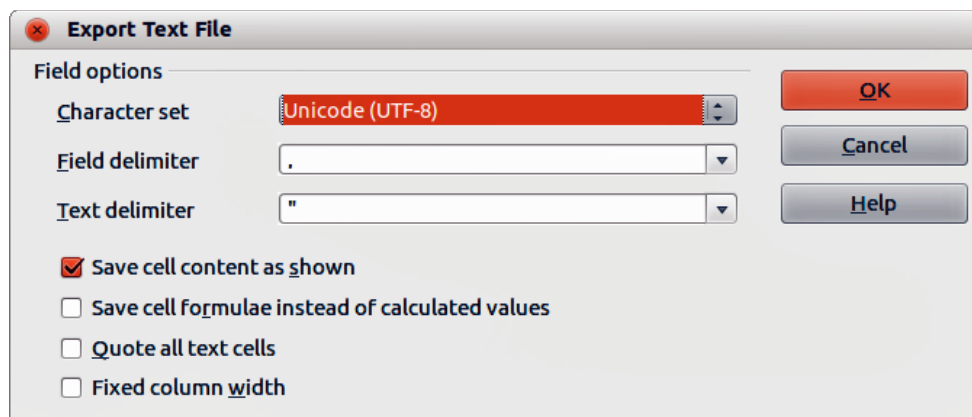 Export Text File
Field options
Character set Unicode (UTF-8) OK
Field delimiter , Cancel
Text delimiter " Help
Save cell content as shown
Save cell formulae instead of calculated values
Quote all text cells
Fixed column width